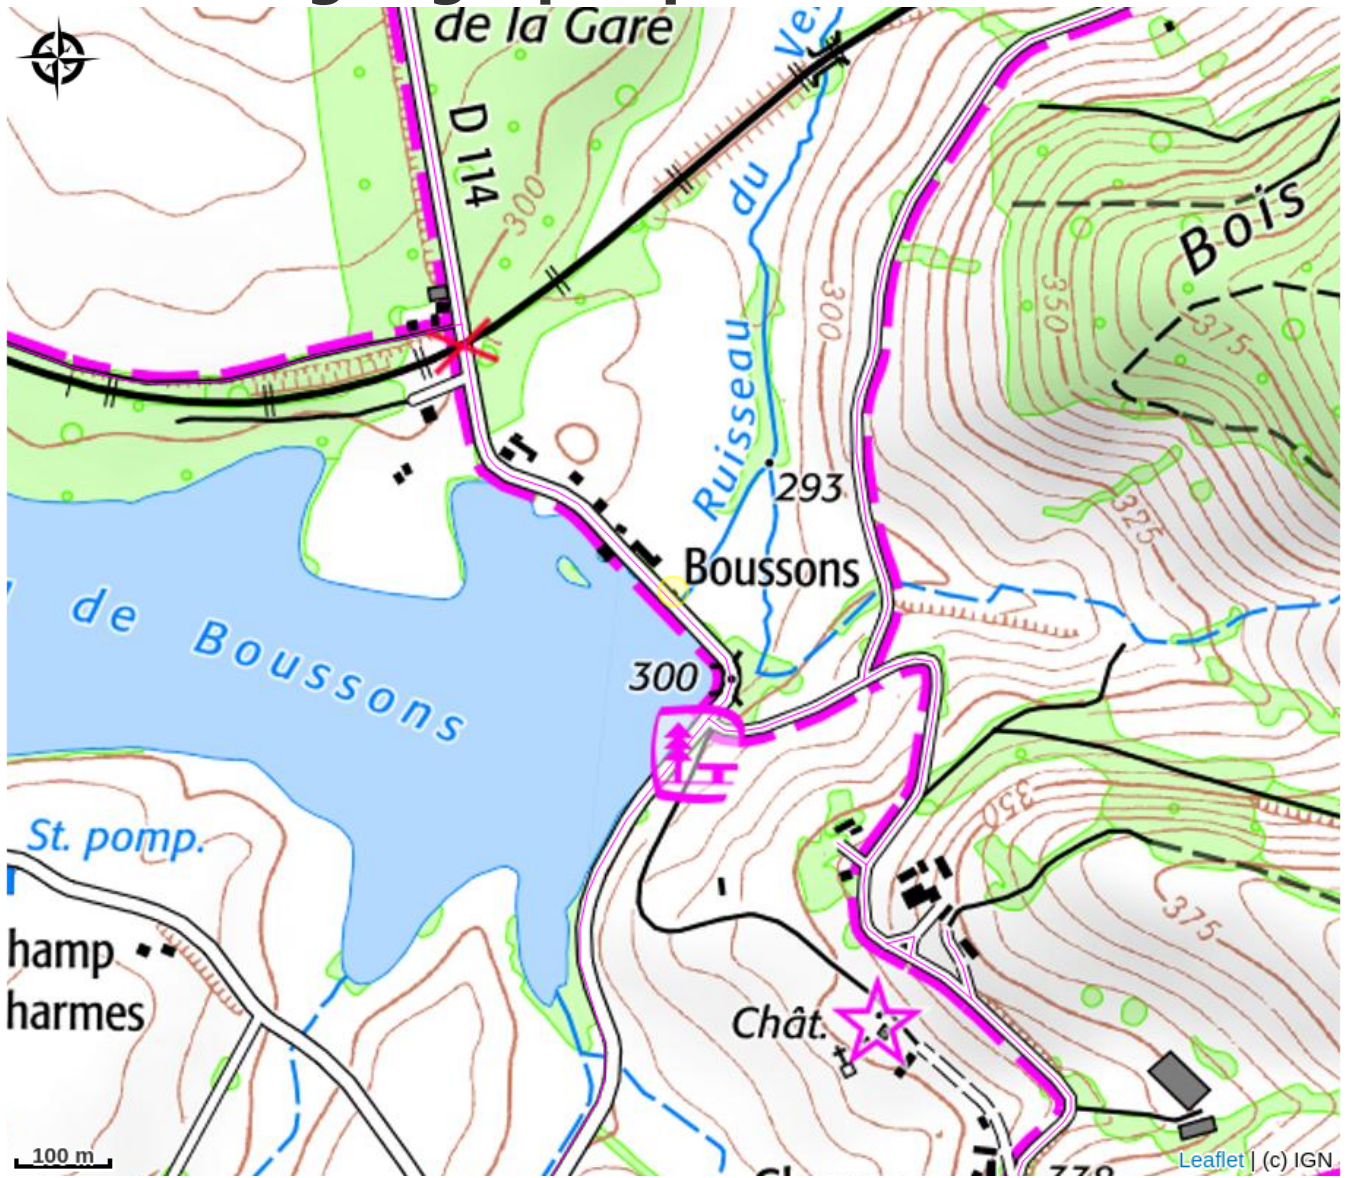 de la Gare
Ve
D 114
du
300
Bois
300
350
375
Ruisseau
293
325
Boussons
de Boussons
300
St. pomp.
350
375
hamp
harmes
Chât.
100 m
338
Leaflet | (c) IGN